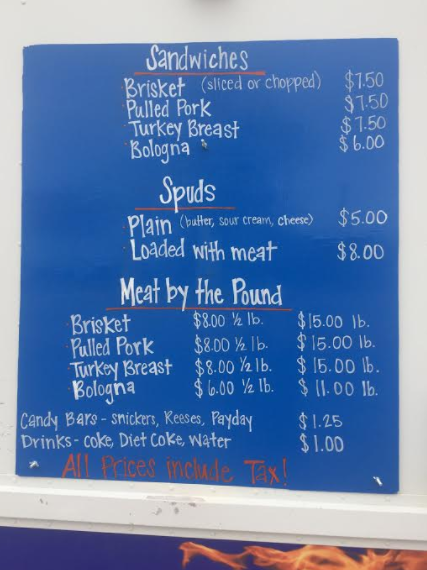 Sandwiches
Brisket (sliced or chopped) $7.50
Pulled Pork $7.50
Turkey Breast $7.50
Bologna $6.00
Spuds
Plain (butter, sour cream, cheese) $5.00
Loaded with meat $8.00
Meat by the Pound
Brisket $8.00 ½ lb. $15.00 lb.
Pulled Pork $8.00 ½ lb. $15.00 lb.
Turkey Breast $8.00 ½ lb. $15.00 lb.
Bologna $6.00 ½ lb. $11.00 lb.
Candy Bars - snickers, Reeses, Payday $1.25
Drinks - coke, Diet Coke, Water $1.00
All Prices include Tax!